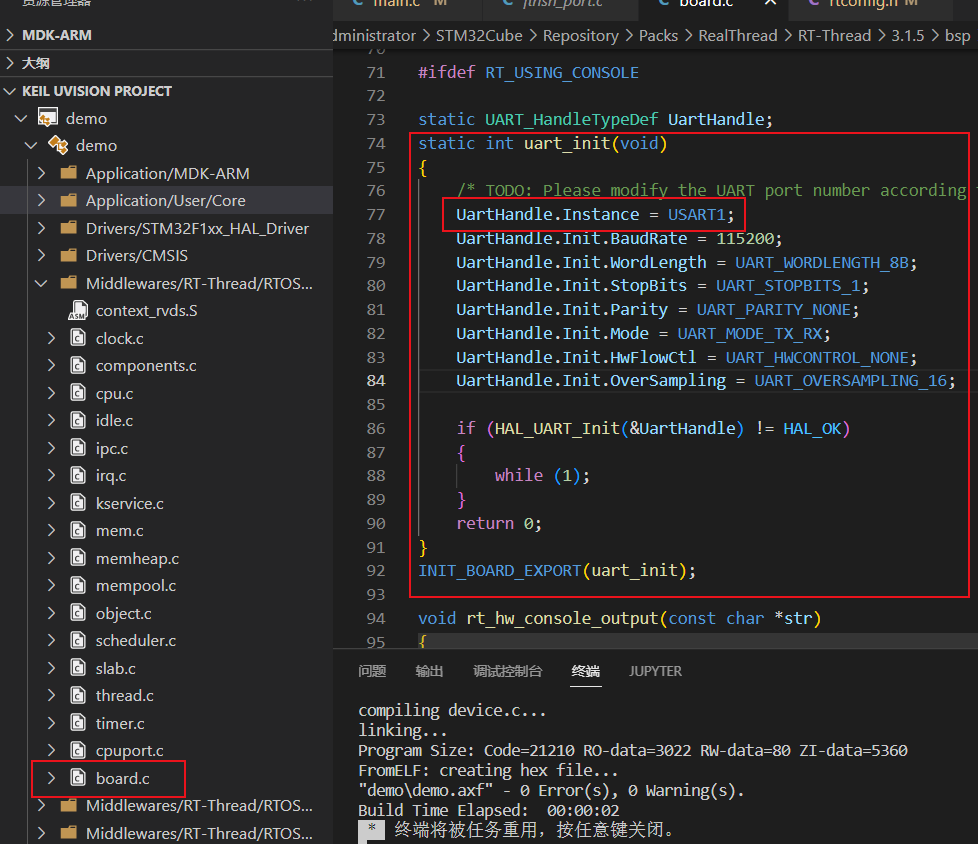 资源管理器
MDK-ARM
大纲
KEIL UVISION PROJECT
demo
demo
Application/MDK-ARM
Application/User/Core
Drivers/STM32F1xx_HAL_Driver
Drivers/CMSIS
Middlewares/RT-Thread/RTOS...
context_rvds.S
clock.c
components.c
cpu.c
idle.c
ipc.c
irq.c
kservice.c
mem.c
memheap.c
mempool.c
object.c
scheduler.c
slab.c
thread.c
timer.c
cpuport.c
board.c
Middlewares/RT-Thread/RTOS...
Middlewares/RT-Thread/RTOS...
main.c M finsh_port.c board.c rtconfig.h M
dministrator > STM32Cube > Repository > Packs > RealThread > RT-Thread > 3.1.5 > bsp
70
71 #ifdef RT_USING_CONSOLE
72
73 static UART_HandleTypeDef UartHandle;
74 static int uart_init(void)
75 {
76 /* TODO: Please modify the UART port number according
77 UartHandle.Instance = USART1;
78 UartHandle.Init.BaudRate = 115200;
79 UartHandle.Init.WordLength = UART_WORDLENGTH_8B;
80 UartHandle.Init.StopBits = UART_STOPBITS_1;
81 UartHandle.Init.Parity = UART_PARITY_NONE;
82 UartHandle.Init.Mode = UART_MODE_TX_RX;
83 UartHandle.Init.HwFlowCtl = UART_HWCONTROL_NONE;
84 UartHandle.Init.OverSampling = UART_OVERSAMPLING_16;
85
86 if (HAL_UART_Init(&UartHandle) != HAL_OK)
87 {
88 while (1);
89 }
90 return 0;
91 }
92 INIT_BOARD_EXPORT(uart_init);
93
94 void rt_hw_console_output(const char *str)
95 {
问题 输出 调试控制台 终端 JUPYTER
compiling device.c...
linking...
Program Size: Code=21210 RO-data=3022 RW-data=80 ZI-data=5360
FromELF: creating hex file...
"demo\demo.axf" - 0 Error(s), 0 Warning(s).
Build Time Elapsed:  00:00:02
* 终端将被任务重用，按任意键关闭。